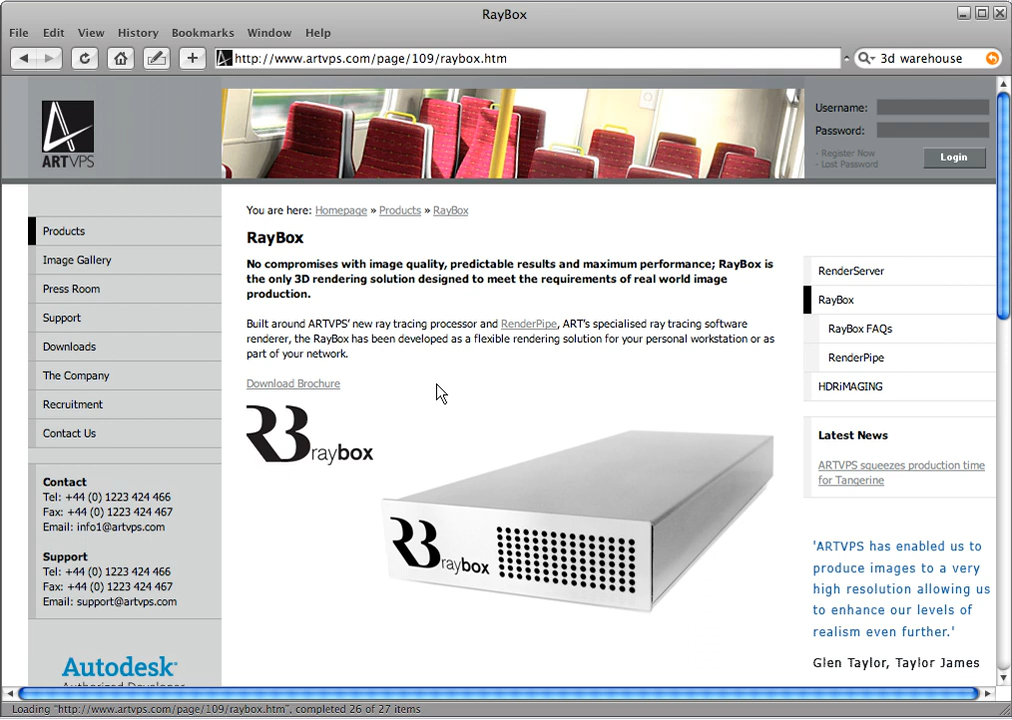 RayBox
File Edit View History Bookmarks Window Help
http://www.artvps.com/page/109/raybox.htm
3d warehouse
ARTVPS
Username:
Password:
- Register Now
- Lost Password
Login
Products
Image Gallery
Press Room
Support
Downloads
The Company
Recruitment
Contact Us
Contact
Tel: +44 (0) 1223 424 466
Fax: +44 (0) 1223 424 467
Email: info1@artvps.com
Support
Tel: +44 (0) 1223 424 466
Fax: +44 (0) 1223 424 467
Email: support@artvps.com
Autodesk
Authorized Developer
You are here: Homepage » Products » RayBox
RayBox
No compromises with image quality, predictable results and maximum performance; RayBox is
the only 3D rendering solution designed to meet the requirements of real world image
production.
Built around ARTVPS' new ray tracing processor and RenderPipe, ART's specialised ray tracing software
renderer, the RayBox has been developed as a flexible rendering solution for your personal workstation or as
part of your network.
Download Brochure
RB raybox
RB raybox
RenderServer
RayBox
RayBox FAQs
RenderPipe
HDRiMAGING
Latest News
ARTVPS squeezes production time
for Tangerine
'ARTVPS has enabled us to
produce images to a very
high resolution allowing us
to enhance our levels of
realism even further.'
Glen Taylor, Taylor James
Loading "http://www.artvps.com/page/109/raybox.htm", completed 26 of 27 items